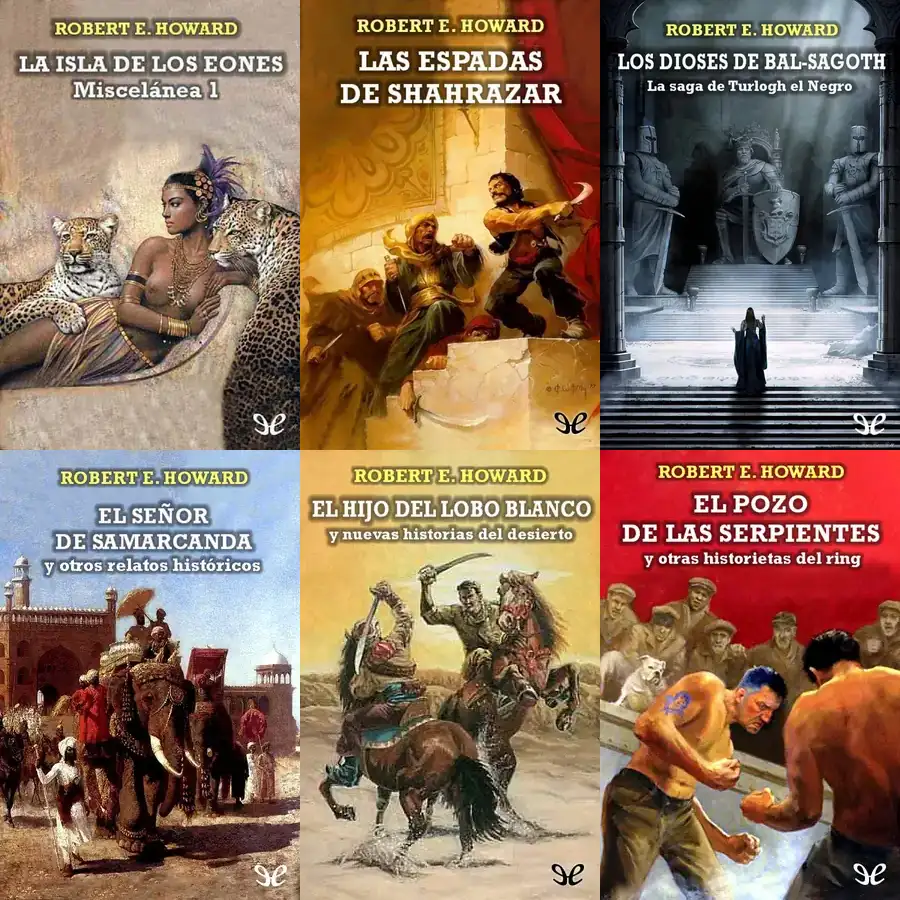 ROBERT E. HOWARD
LA ISLA DE LOS EONES
Miscelánea 1
ROBERT E. HOWARD
LAS ESPADAS
DE SHAHRAZAR
ROBERT E. HOWARD
LOS DIOSES DE BAL-SAGOTH
La saga de Turlogh el Negro
ROBERT E. HOWARD
EL SEÑOR
DE SAMARCANDA
y otros relatos históricos
ROBERT E. HOWARD
EL HIJO DEL LOBO BLANCO
y nuevas historias del desierto
ROBERT E. HOWARD
EL POZO
DE LAS SERPIENTES
y otras historietas del ring